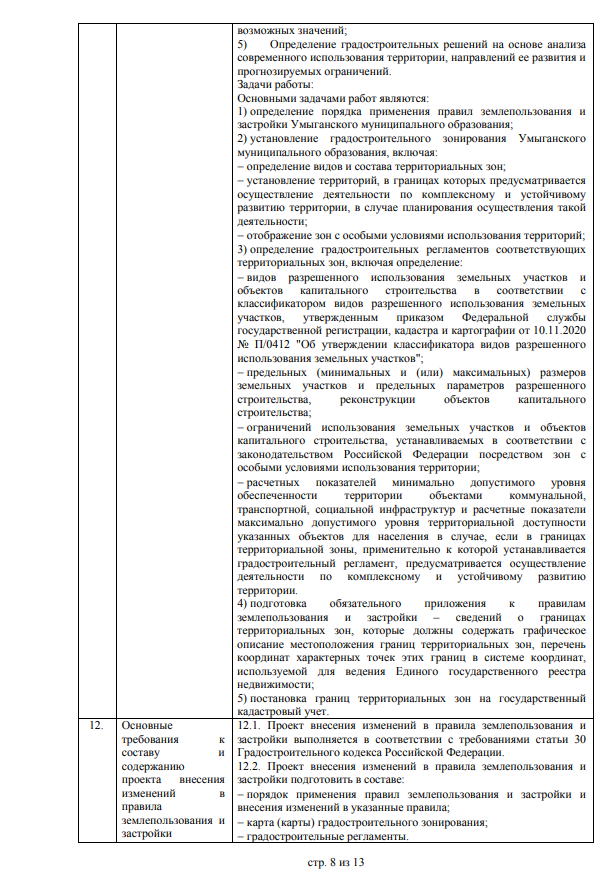 возможных значений;
5) Определение градостроительных решений на основе анализа
современного использования территории, направлений ее развития и
прогнозируемых ограничений.
Задачи работы:
Основными задачами работ являются:
1) определение порядка применения правил землепользования и
застройки Умыганского муниципального образования;
2) установление градостроительного зонирования Умыганского
муниципального образования, включая:
– определение видов и состава территориальных зон;
– установление территорий, в границах которых предусматривается
осуществление деятельности по комплексному и устойчивому
развитию территории, в случае планирования осуществления такой
деятельности;
– отображение зон с особыми условиями использования территорий;
3) определение градостроительных регламентов соответствующих
территориальных зон, включая определение:
– видов разрешенного использования земельных участков и
объектов капитального строительства в соответствии с
классификатором видов разрешенного использования земельных
участков, утвержденным приказом Федеральной службы
государственной регистрации, кадастра и картографии от 10.11.2020
№ П/0412 "Об утверждении классификатора видов разрешенного
использования земельных участков";
– предельных (минимальных и (или) максимальных) размеров
земельных участков и предельных параметров разрешенного
строительства, реконструкции объектов капитального
строительства;
– ограничений использования земельных участков и объектов
капитального строительства, устанавливаемых в соответствии с
законодательством Российской Федерации посредством зон с
особыми условиями использования территории;
– расчетных показателей минимально допустимого уровня
обеспеченности территории объектами коммунальной,
транспортной, социальной инфраструктур и расчетные показатели
максимально допустимого уровня территориальной доступности
указанных объектов для населения в случае, если в границах
территориальной зоны, применительно к которой устанавливается
градостроительный регламент, предусматривается осуществление
деятельности по комплексному и устойчивому развитию
территории.
4) подготовка обязательного приложения к правилам
землепользования и застройки – сведений о границах
территориальных зон, которые должны содержать графическое
описание местоположения границ территориальных зон, перечень
координат характерных точек этих границ в системе координат,
используемой для ведения Единого государственного реестра
недвижимости;
5) постановка границ территориальных зон на государственный
кадастровый учет.
12.
Основные
требования к
составу и
содержанию
проекта внесения
изменений в
правила
землепользования и
застройки
12.1. Проект внесения изменений в правила землепользования и
застройки выполняется в соответствии с требованиями статьи 30
Градостроительного кодекса Российской Федерации.
12.2. Проект внесения изменений в правила землепользования и
застройки подготовить в составе:
– порядок применения правил землепользования и застройки и
внесения изменений в указанные правила;
– карта (карты) градостроительного зонирования;
– градостроительные регламенты.
стр. 8 из 13